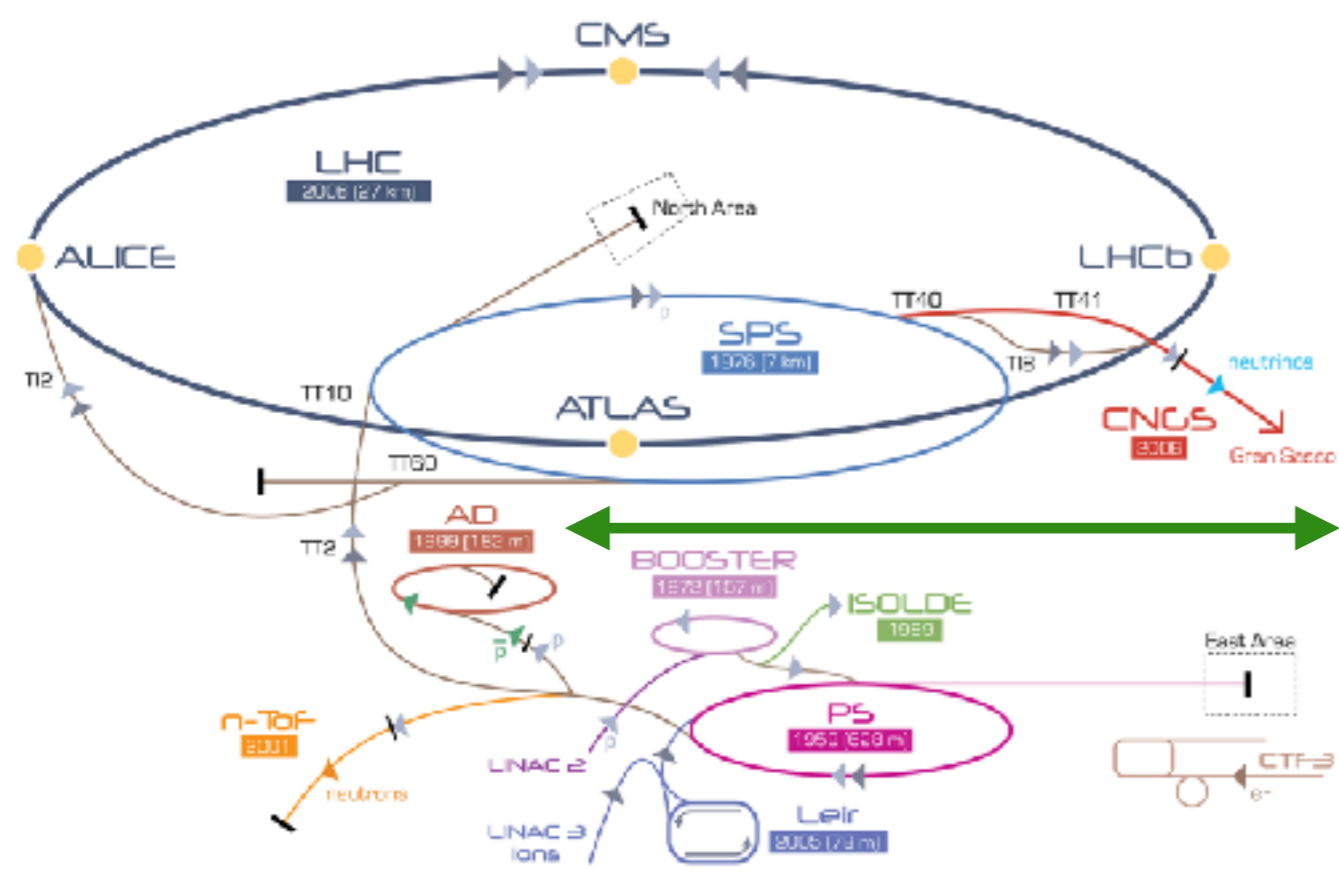 CMS
LHC
2008 (27 km)
North Area
ALICE
LHCb
TT40
TT41
SPS
1976 (7 km)
TI8
neutrinos
TI2
TT10
ATLAS
CNGS
2006
Gran Sasso
TT60
AD
1999 (182 m)
TT2
BOOSTER
1972 (157 m)
ISOLDE
1989
p
p
East Area
n-ToF
2001
PS
1959 (628 m)
LINAC 2
p
neutrons
CTF3
e-
LINAC 3
Ions
Leir
2005 (78 m)
p